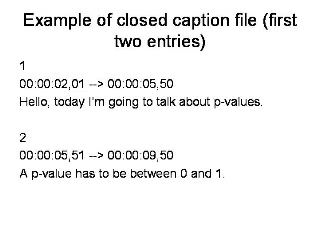 Example of closed caption file (first
two entries)
1
00:00:02,01 --> 00:00:05,50
Hello, today I'm going to talk about p-values.
2
00:00:05,51 --> 00:00:09,50
A p-value has to be between 0 and 1.